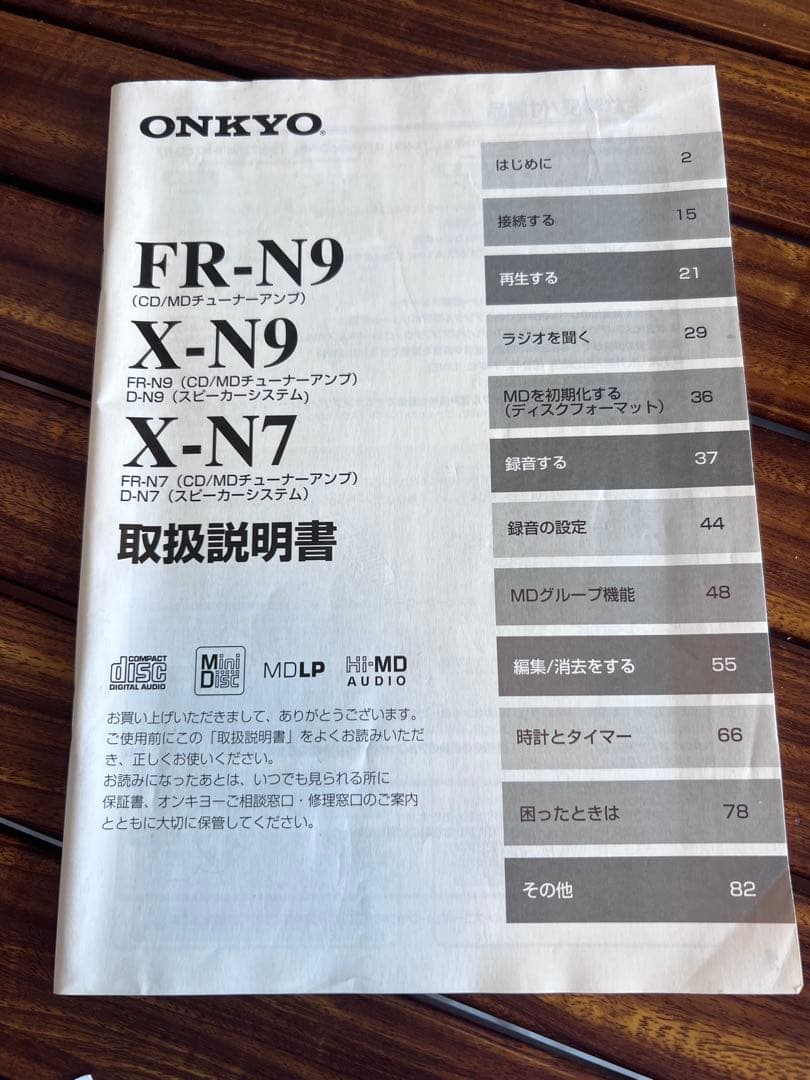 ONKYO®
FR-N9
（CD/MDチューナーアンプ）
X-N9
FR-N9（CD/MDチューナーアンプ）
D-N9（スピーカーシステム）
X-N7
FR-N7（CD/MDチューナーアンプ）
D-N7（スピーカーシステム）
取扱説明書
COMPACT
disc
DIGITAL AUDIO
Mini
Disc
MDLP
Hi-MD
AUDIO
お買い上げいただきまして、ありがとうございます。
ご使用前にこの「取扱説明書」をよくお読みいただ
き、正しくお使いください。
お読みになったあとは、いつでも見られる所に
保証書、オンキヨーご相談窓口・修理窓口のご案内
とともに大切に保管してください。
はじめに 2
接続する 15
再生する 21
ラジオを聞く 29
MDを初期化する
（ディスクフォーマット） 36
録音する 37
録音の設定 44
MDグループ機能 48
編集/消去をする 55
時計とタイマー 66
困ったときは 78
その他 82